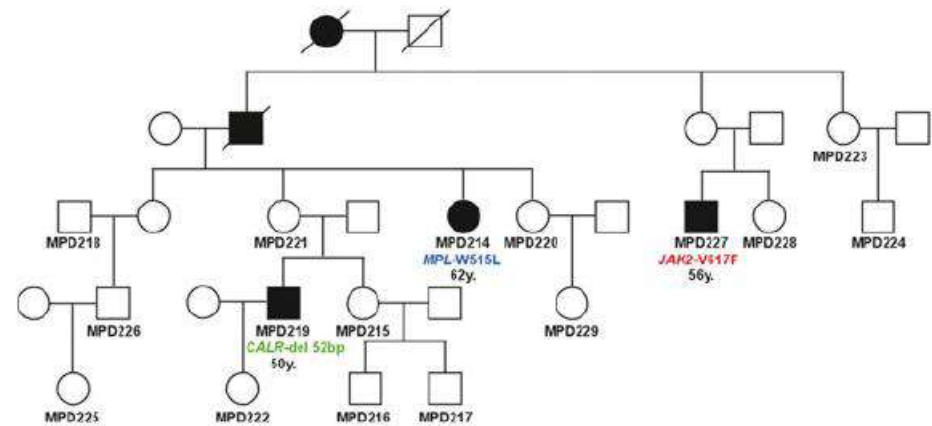 MPD223
MPD218
MPD221
MPD214
MPL-W515L
62y.
MPD220
MPD227
JAK2-V617F
56y.
MPD228
MPD224
MPD226
MPD219
CALR-del 52bp
50y.
MPD215
MPD229
MPD225
MPD222
MPD216
MPD217